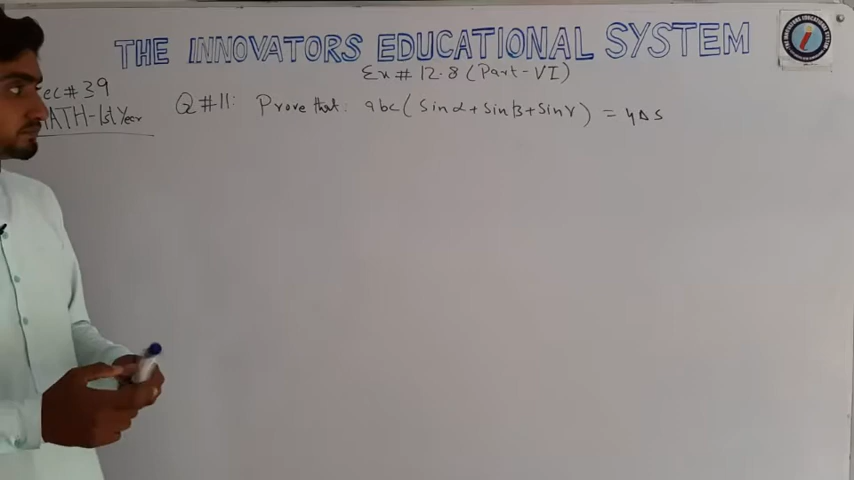 THE INNOVATORS EDUCATIONAL SYSTEM
Ex # 12.8 (Part-VI)
ec # 39
MATH-1st Year
Q # 11: Prove that: abc(Sinα + Sinβ + Sinγ) = 4Δs